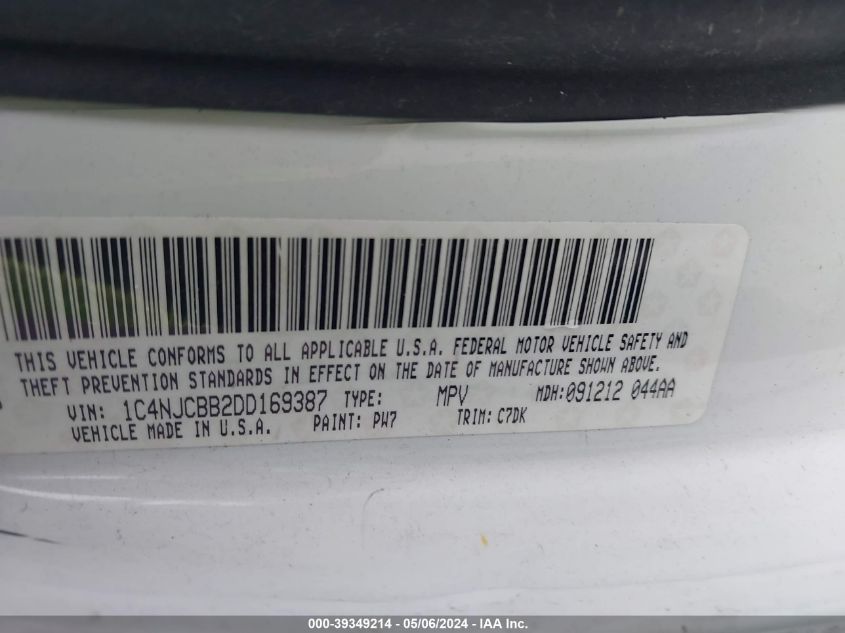 THIS VEHICLE CONFORMS TO ALL APPLICABLE U.S.A. FEDERAL MOTOR VEHICLE SAFETY AND
THEFT PREVENTION STANDARDS IN EFFECT ON THE DATE OF MANUFACTURE SHOWN ABOVE.
VIN: 1C4NJCBB2DD169387 TYPE: MPV MDH:091212 044AA
VEHICLE MADE IN U.S.A. PAINT: PW7 TRIM: C7DK
000-39349214 - 05/06/2024 - IAA Inc.